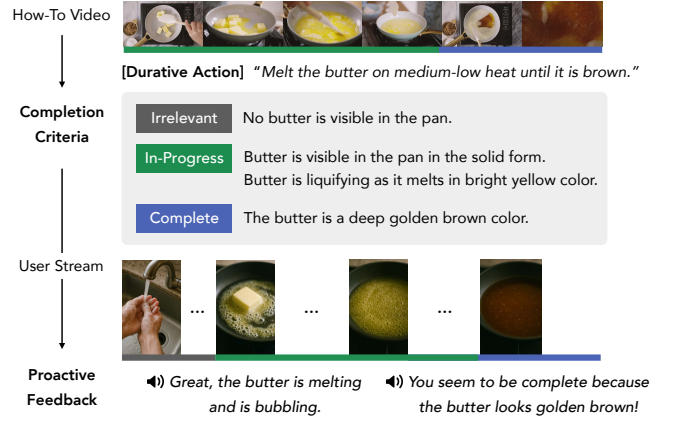 How-To Video
[Durative Action] “Melt the butter on medium-low heat until it is brown.”
Completion
Criteria
Irrelevant No butter is visible in the pan.
In-Progress Butter is visible in the pan in the solid form.
Butter is liquifying as it melts in bright yellow color.
Complete The butter is a deep golden brown color.
User Stream
... ... ...
Proactive
Feedback
Great, the butter is melting
and is bubbling.
You seem to be complete because
the butter looks golden brown!